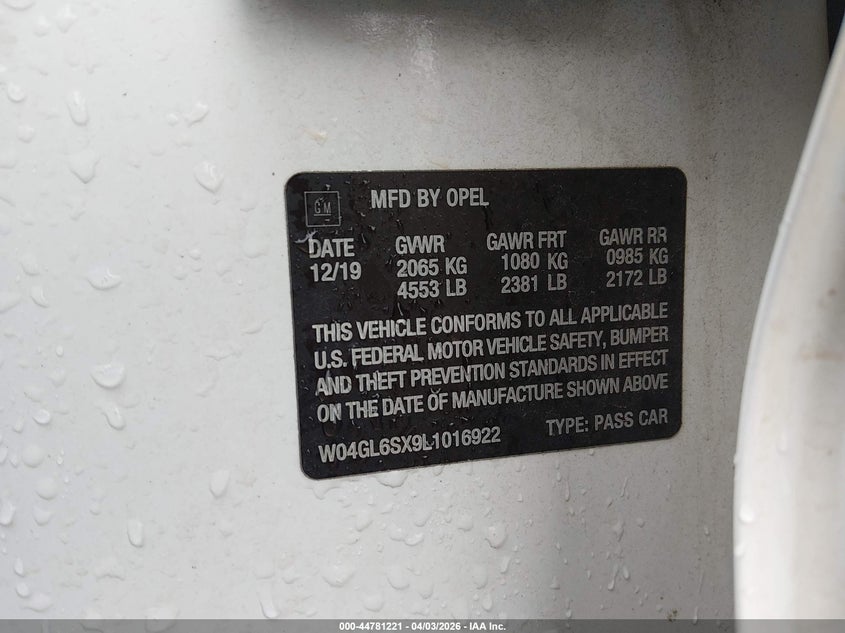 GM
MFD BY OPEL
DATE GVWR GAWR FRT GAWR RR
12/19 2065 KG 1080 KG 0985 KG
4553 LB 2381 LB 2172 LB
THIS VEHICLE CONFORMS TO ALL APPLICABLE
U.S. FEDERAL MOTOR VEHICLE SAFETY, BUMPER
AND THEFT PREVENTION STANDARDS IN EFFECT
ON THE DATE OF MANUFACTURE SHOWN ABOVE
W04GL6SX9L1016922 TYPE: PASS CAR
000-44781221 | 04/03/2026 - IAA Inc.